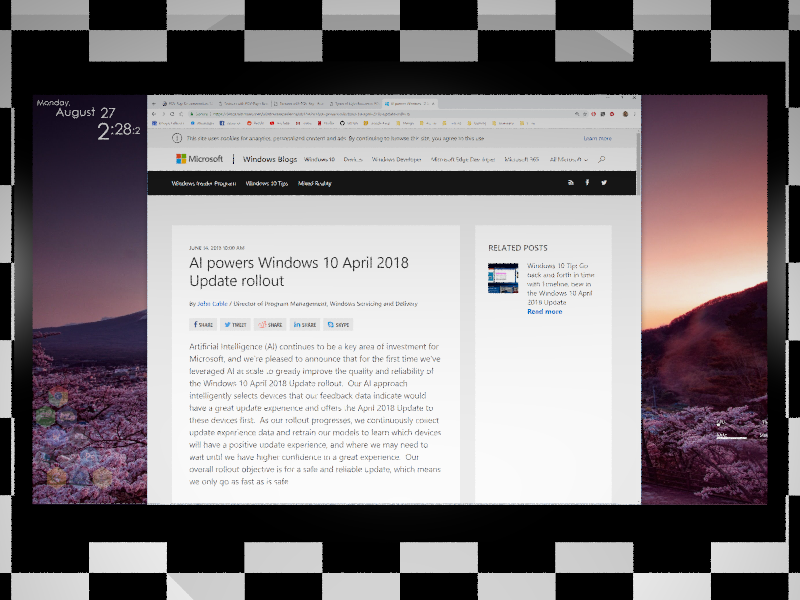 Monday,
August 27
2:28:2
This site uses cookies for analytics, personalized content and ads. By continuing to browse this site, you agree to this use.
Learn more
Microsoft
Windows Blogs
Windows 10
Devices
Windows Developer
Microsoft Edge Developer
Microsoft 365
All Microsoft
Windows Insider Program
Windows 10 Tips
Mixed Reality
JUNE 14, 2018 10:00 AM
AI powers Windows 10 April 2018
Update rollout
By John Cable / Director of Program Management, Windows Servicing and Delivery
SHARE
TWEET
SHARE
SHARE
SKYPE
Artificial Intelligence (AI) continues to be a key area of investment for
Microsoft, and we're pleased to announce that for the first time we've
leveraged AI at scale to greatly improve the quality and reliability of
the Windows 10 April 2018 Update rollout. Our AI approach
intelligently selects devices that our feedback data indicate would
have a great update experience and offers the April 2018 Update to
these devices first. As our rollout progresses, we continuously collect
update experience data and retrain our models to learn which devices
will have a positive update experience, and where we may need to
wait until we have higher confidence in a great experience. Our
overall rollout objective is for a safe and reliable update, which means
we only go as fast as is safe.
RELATED POSTS
Windows 10 Tip: Go
back and forth in time
with Timeline, new in
the Windows 10 April
2018 Update
Read more